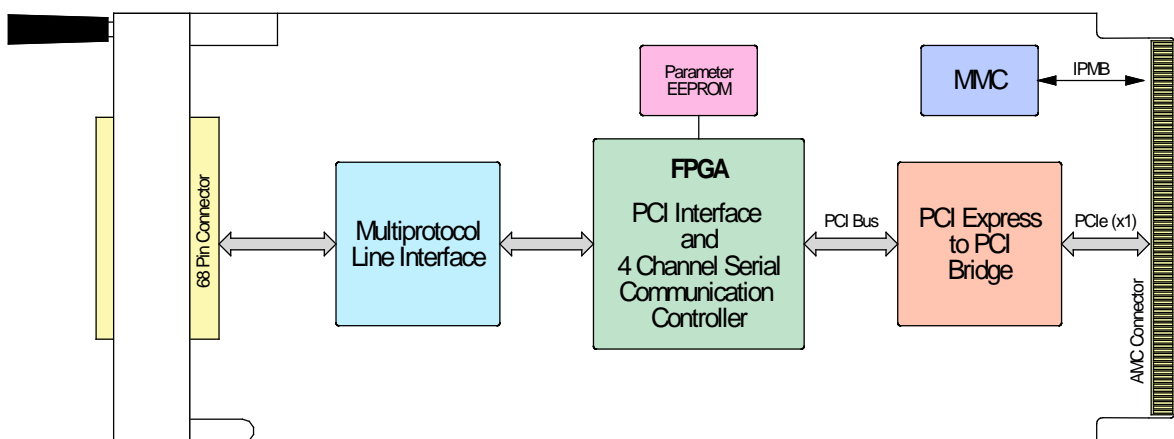 Parameter
EEPROM
MMC
IPMB
68 Pin Connector
Multiprotocol
Line Interface
FPGA
PCI Interface
and
4 Channel Serial
Communication
Controller
PCI Bus
PCI Express
to PCI
Bridge
PCIe (x1)
AMC Connector